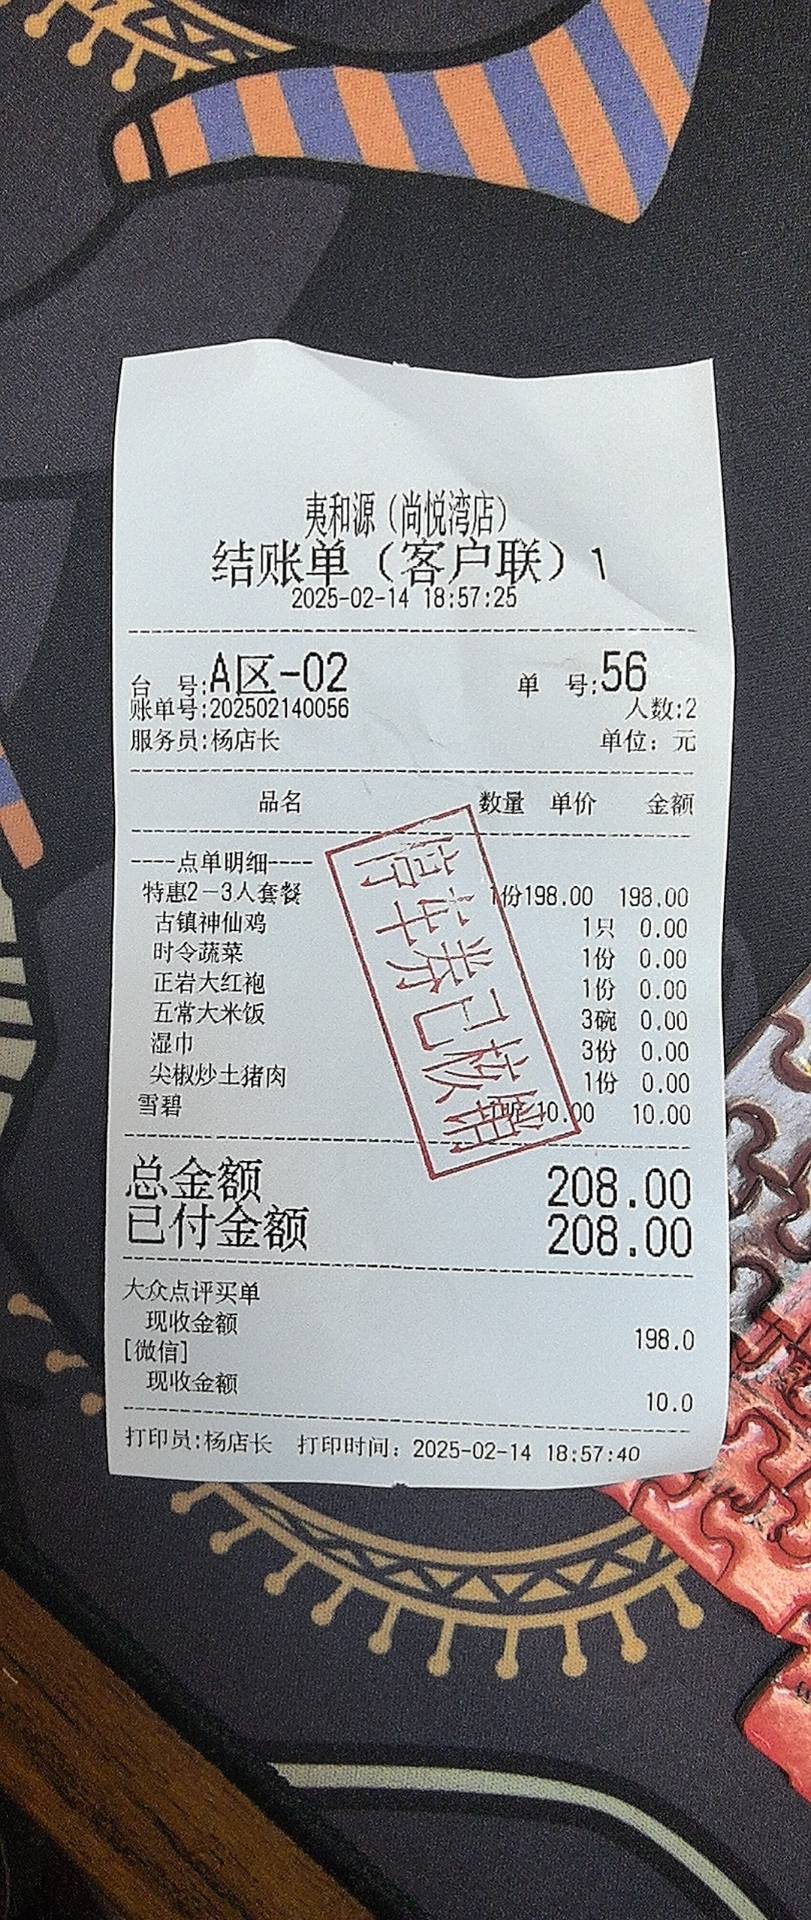 夷和源（尚悦湾店）
结账单（客户联）1
2025-02-14 18:57:25
台 号:A区-02 单 号:56
账单号:202502140056 人数:2
服务员:杨店长 单位：元
品名 数量 单价 金额
----点单明细----
特惠2－3人套餐 1份198.00 198.00
古镇神仙鸡 1只 0.00
时令蔬菜 1份 0.00
正岩大红袍 1份 0.00
五常大米饭 3碗 0.00
湿巾 3份 0.00
尖椒炒土猪肉 1份 0.00
雪碧 10.00 10.00
停车券已核销
总金额 208.00
已付金额 208.00
大众点评买单
现收金额 198.0
[微信]
现收金额 10.0
打印员:杨店长 打印时间：2025-02-14 18:57:40